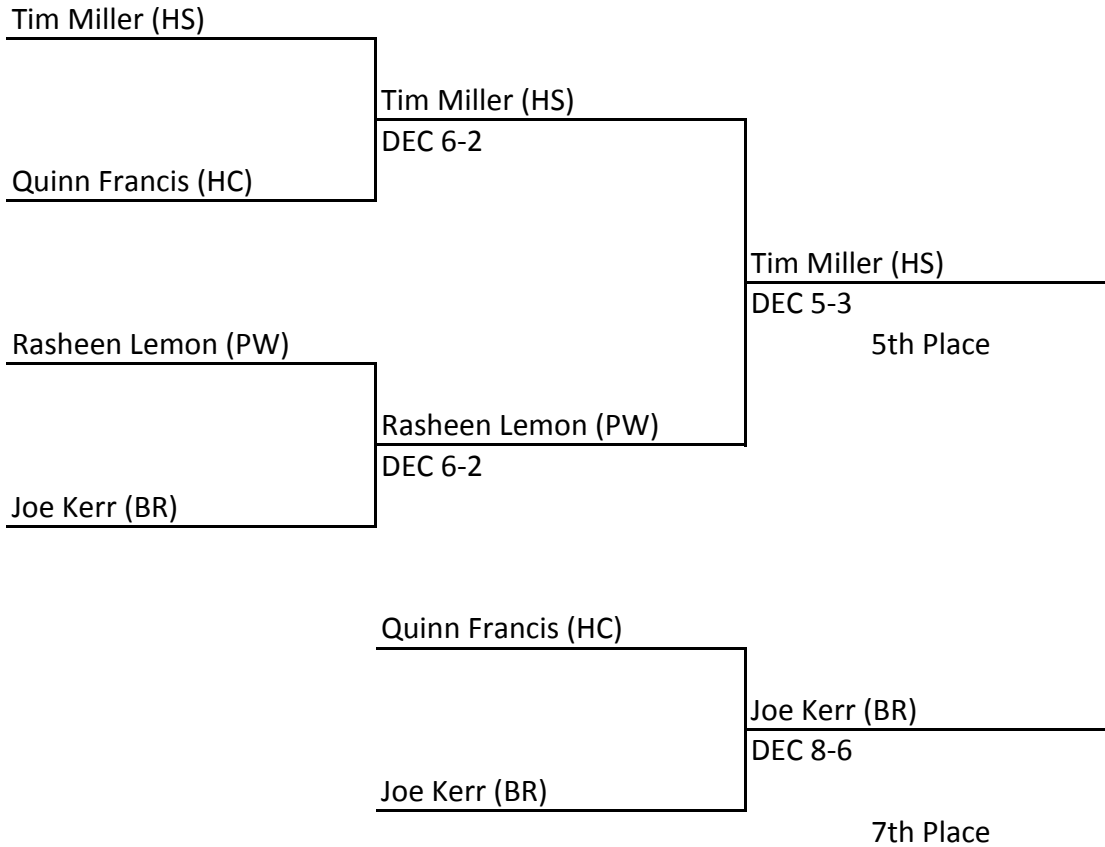 Tim Miller (HS)
Tim Miller (HS)
DEC 6-2
Quinn Francis (HC)
Tim Miller (HS)
DEC 5-3
Rasheen Lemon (PW)
5th Place
Rasheen Lemon (PW)
DEC 6-2
Joe Kerr (BR)
Quinn Francis (HC)
Joe Kerr (BR)
DEC 8-6
Joe Kerr (BR)
7th Place